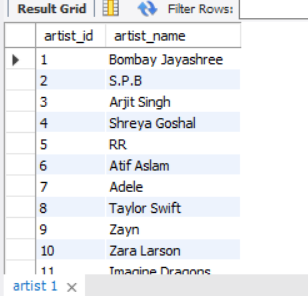 Result Grid Filter Rows:
artist_id artist_name
1 Bombay Jayashree
2 S.P.B
3 Arjit Singh
4 Shreya Goshal
5 RR
6 Atif Aslam
7 Adele
8 Taylor Swift
9 Zayn
10 Zara Larson
11 Imagine Dragons
artist 1